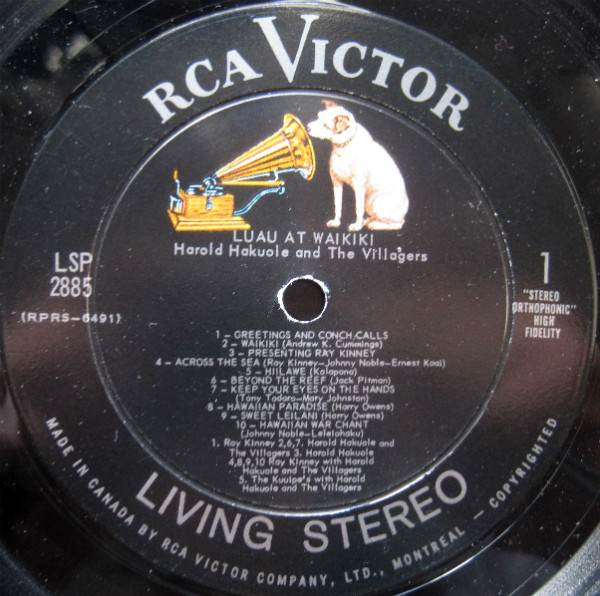 RCA VICTOR
LUAU AT WAIKIKI
Harold Hakuole and The Villagers
LSP
2885
(RPRS-6491)
1
"STEREO
ORTHOPHONIC"
HIGH
FIDELITY
1 – GREETINGS AND CONCH CALLS
2 – WAIKIKI (Andrew K. Cummings)
3 – PRESENTING RAY KINNEY
4 – ACROSS THE SEA (Ray Kinney–Johnny Noble–Ernest Kaai)
5 – HIILAWE (Kalapana)
6 – BEYOND THE REEF (Jack Pitman)
7 – KEEP YOUR EYES ON THE HANDS
(Tony Todaro–Mary Johnston)
8 – HAWAIIAN PARADISE (Harry Owens)
9 – SWEET LEILANI (Harry Owens)
10 – HAWAIIAN WAR CHANT
(Johnny Noble–Leleiohaku)
1. Ray Kinney 2,6,7. Harold Hakuole and
The Villagers 3. Harold Hakuole
4,8,9,10 Ray Kinney with Harold
Hakuole and The Villagers
5. The Kuuipo's with Harold
Hakuole and The Villagers
LIVING STEREO
MADE IN CANADA BY RCA VICTOR COMPANY, LTD., MONTREAL – COPYRIGHTED